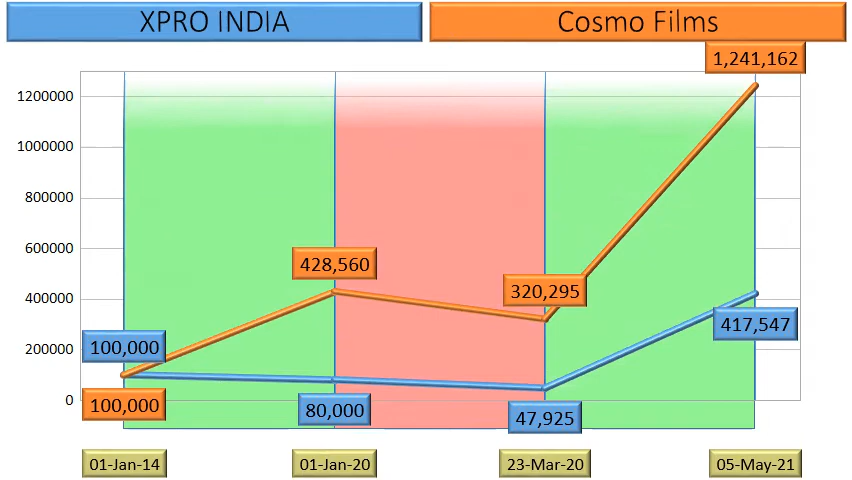 XPRO INDIA
Cosmo Films
1,241,162
1200000
1000000
800000
600000
400000
200000
0
428,560
320,295
417,547
100,000
100,000
80,000
47,925
01-Jan-14
01-Jan-20
23-Mar-20
05-May-21